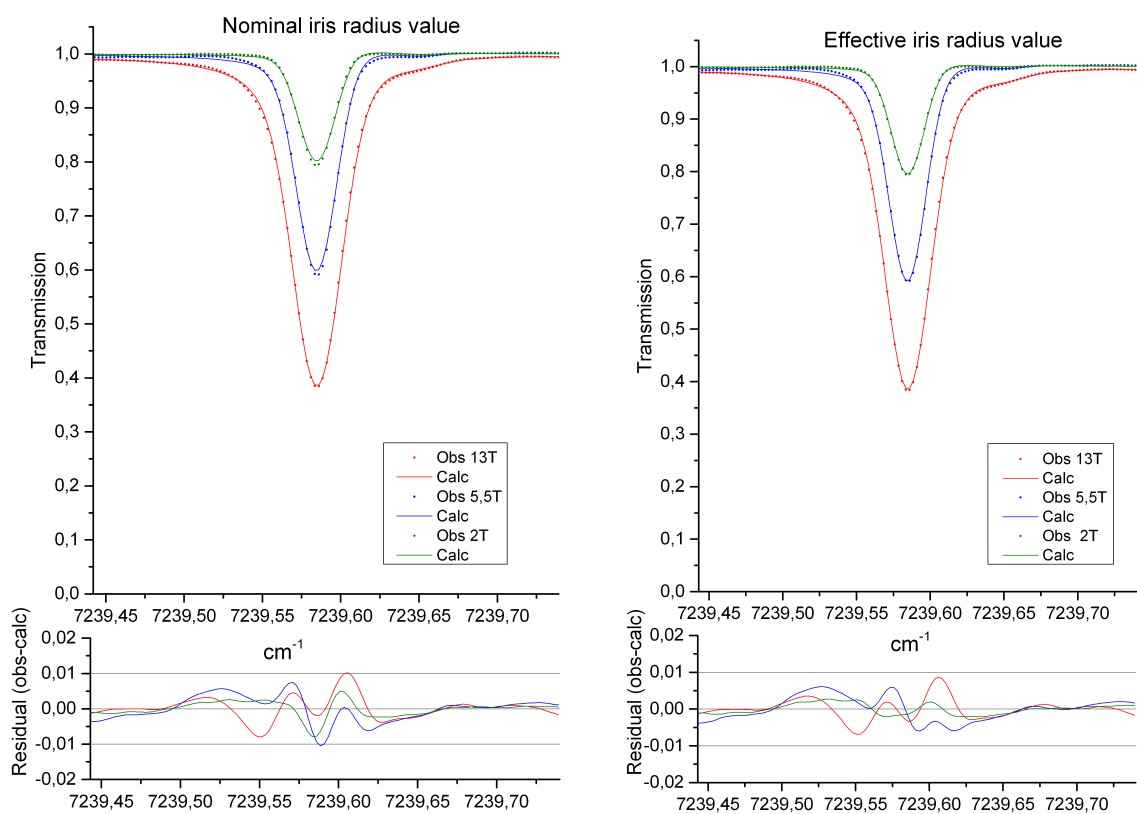 Nominal iris radius value
Transmission
1,0
0,9
0,8
0,7
0,6
0,5
0,4
0,3
0,2
0,1
0,0
Obs 13T
Calc
Obs 5,5T
Calc
Obs 2T
Calc
7239,45 7239,50 7239,55 7239,60 7239,65 7239,70
cm-1
Residual (obs-calc)
0,02
0,01
0,00
-0,01
-0,02
7239,45 7239,50 7239,55 7239,60 7239,65 7239,70
Effective iris radius value
Transmission
1,0
0,9
0,8
0,7
0,6
0,5
0,4
0,3
0,2
0,1
0,0
Obs 13T
Calc
Obs 5,5T
Calc
Obs 2T
Calc
7239,45 7239,50 7239,55 7239,60 7239,65 7239,70
cm-1
Residual (obs-calc)
0,02
0,01
0,00
-0,01
-0,02
7239,45 7239,50 7239,55 7239,60 7239,65 7239,70